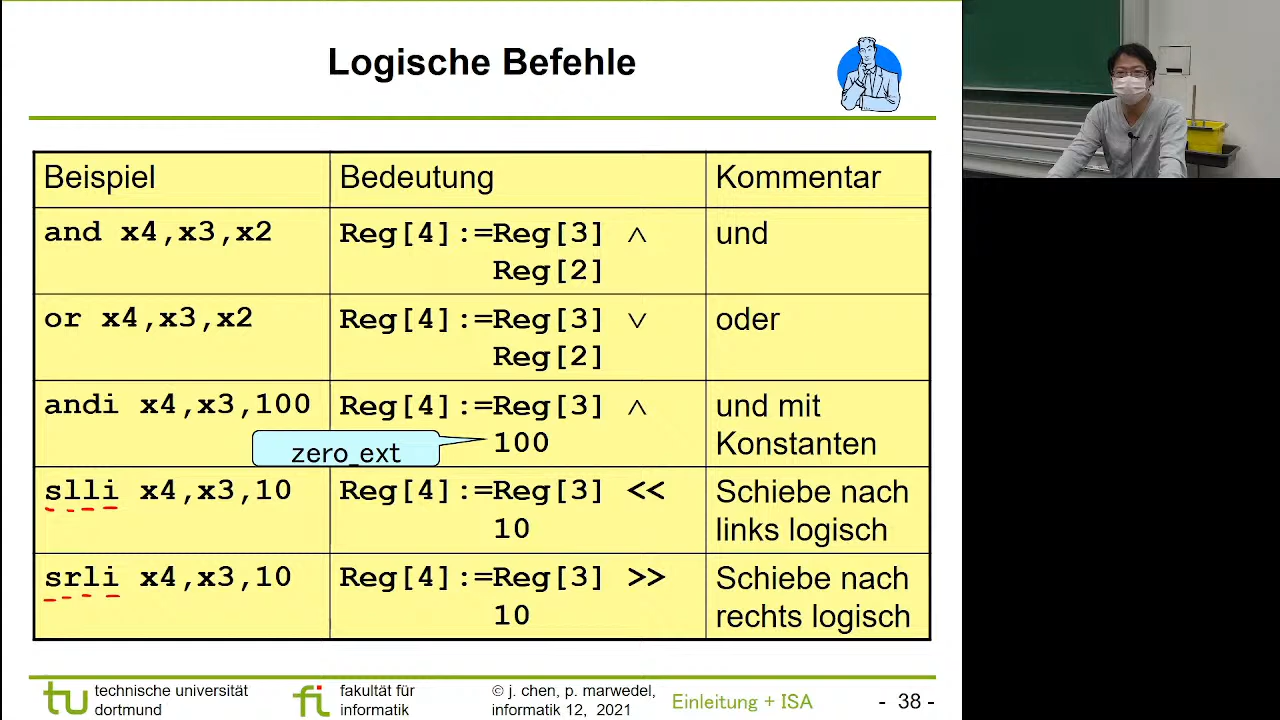 Logische Befehle
Beispiel Bedeutung Kommentar
and x4,x3,x2 Reg[4]:=Reg[3] ∧ und
Reg[2]
or x4,x3,x2 Reg[4]:=Reg[3] ∨ oder
Reg[2]
andi x4,x3,100 Reg[4]:=Reg[3] ∧ und mit
zero_ext 100 Konstanten
slli x4,x3,10 Reg[4]:=Reg[3] << Schiebe nach
10 links logisch
srli x4,x3,10 Reg[4]:=Reg[3] >> Schiebe nach
10 rechts logisch
tu technische universität
dortmund
fi fakultät für
informatik
© j. chen, p. marwedel,
informatik 12, 2021
Einleitung + ISA
- 38 -